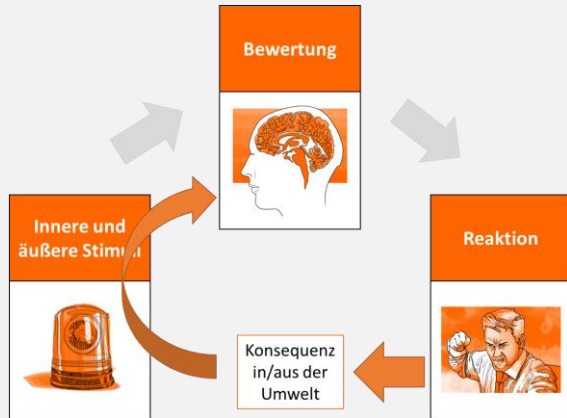 Bewertung
Innere und
äußere Stimuli
Reaktion
Konsequenz
in/aus der
Umwelt